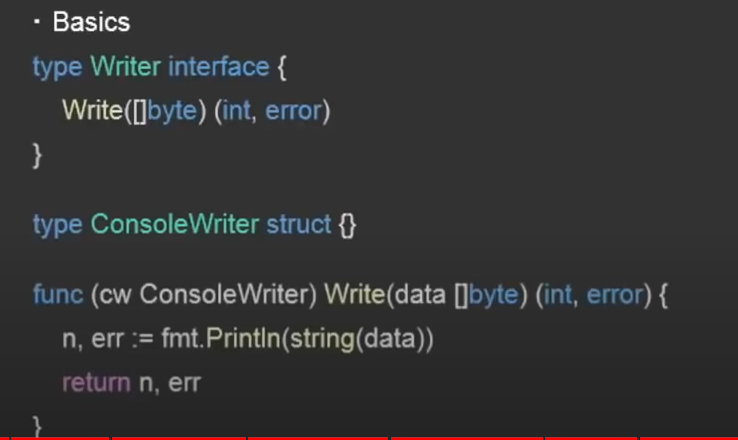 · Basics
type Writer interface {
Write([]byte) (int, error)
}
type ConsoleWriter struct {}
func (cw ConsoleWriter) Write(data []byte) (int, error) {
n, err := fmt.Println(string(data))
return n, err
}